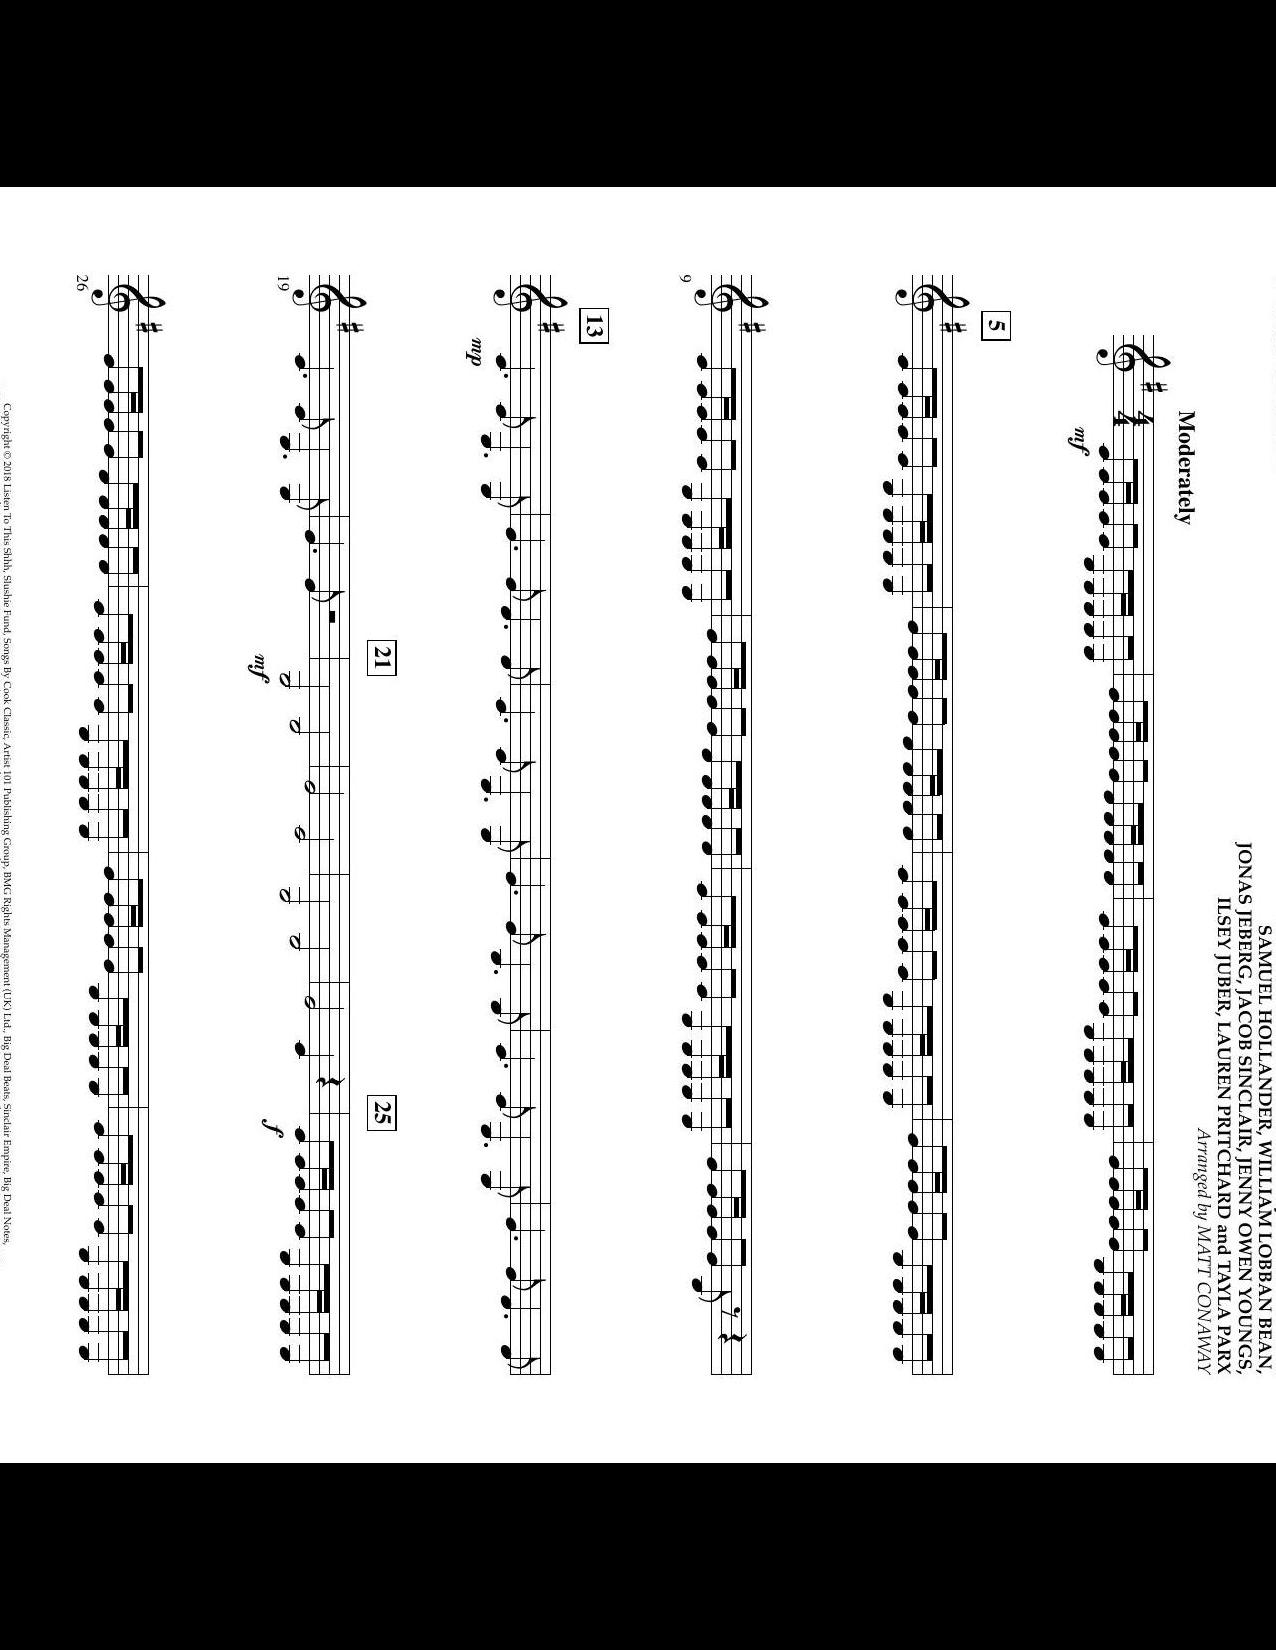 SAMUEL HOLLANDER, WILLIAM LOBBAN BEAN,
JONAS JEBERG, JACOB SINCLAIR, JENNY OWEN YOUNGS,
ILSEY JUBER, LAUREN PRITCHARD and TAYLA PARX
Arranged by MATT CONAWAY
Moderately
mf
5
9
13
mp
19
21
mf
25
f
26
Copyright © 2018 Listen To This Shhh, Slushie Fund, Songs By Cook Classic, Artist 101 Publishing Group, BMG Rights Management (UK) Ltd., Big Deal Beats, Sinclair Empire, Big Deal Notes,